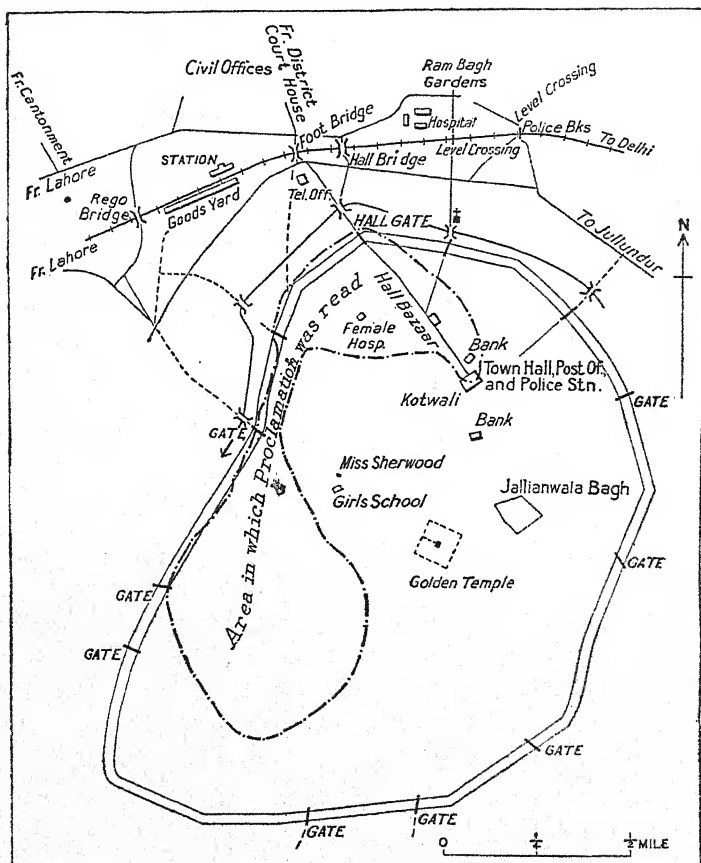 Fr. Cantonment
Civil Offices
Fr. District
Court House
Ram Bagh
Gardens
Level Crossing
Foot Bridge
Hospital
Police Bks
To Delhi
Level Crossing
Hall Bridge
STATION
Fr. Lahore
Rego
Bridge
Goods Yard
Tel. Off.
Fr. Lahore
HALL GATE
To Jullundur
N
Hall Bazaar
Female
Hosp.
Bank
Town Hall, Post Of.
and Police Stn.
Kotwali
GATE
Bank
GATE
Area in which Proclamation was read
Miss Sherwood
Girls School
Jallianwala Bagh
Golden Temple
GATE
GATE
GATE
GATE
GATE
GATE
0 ¼ ½ MILE